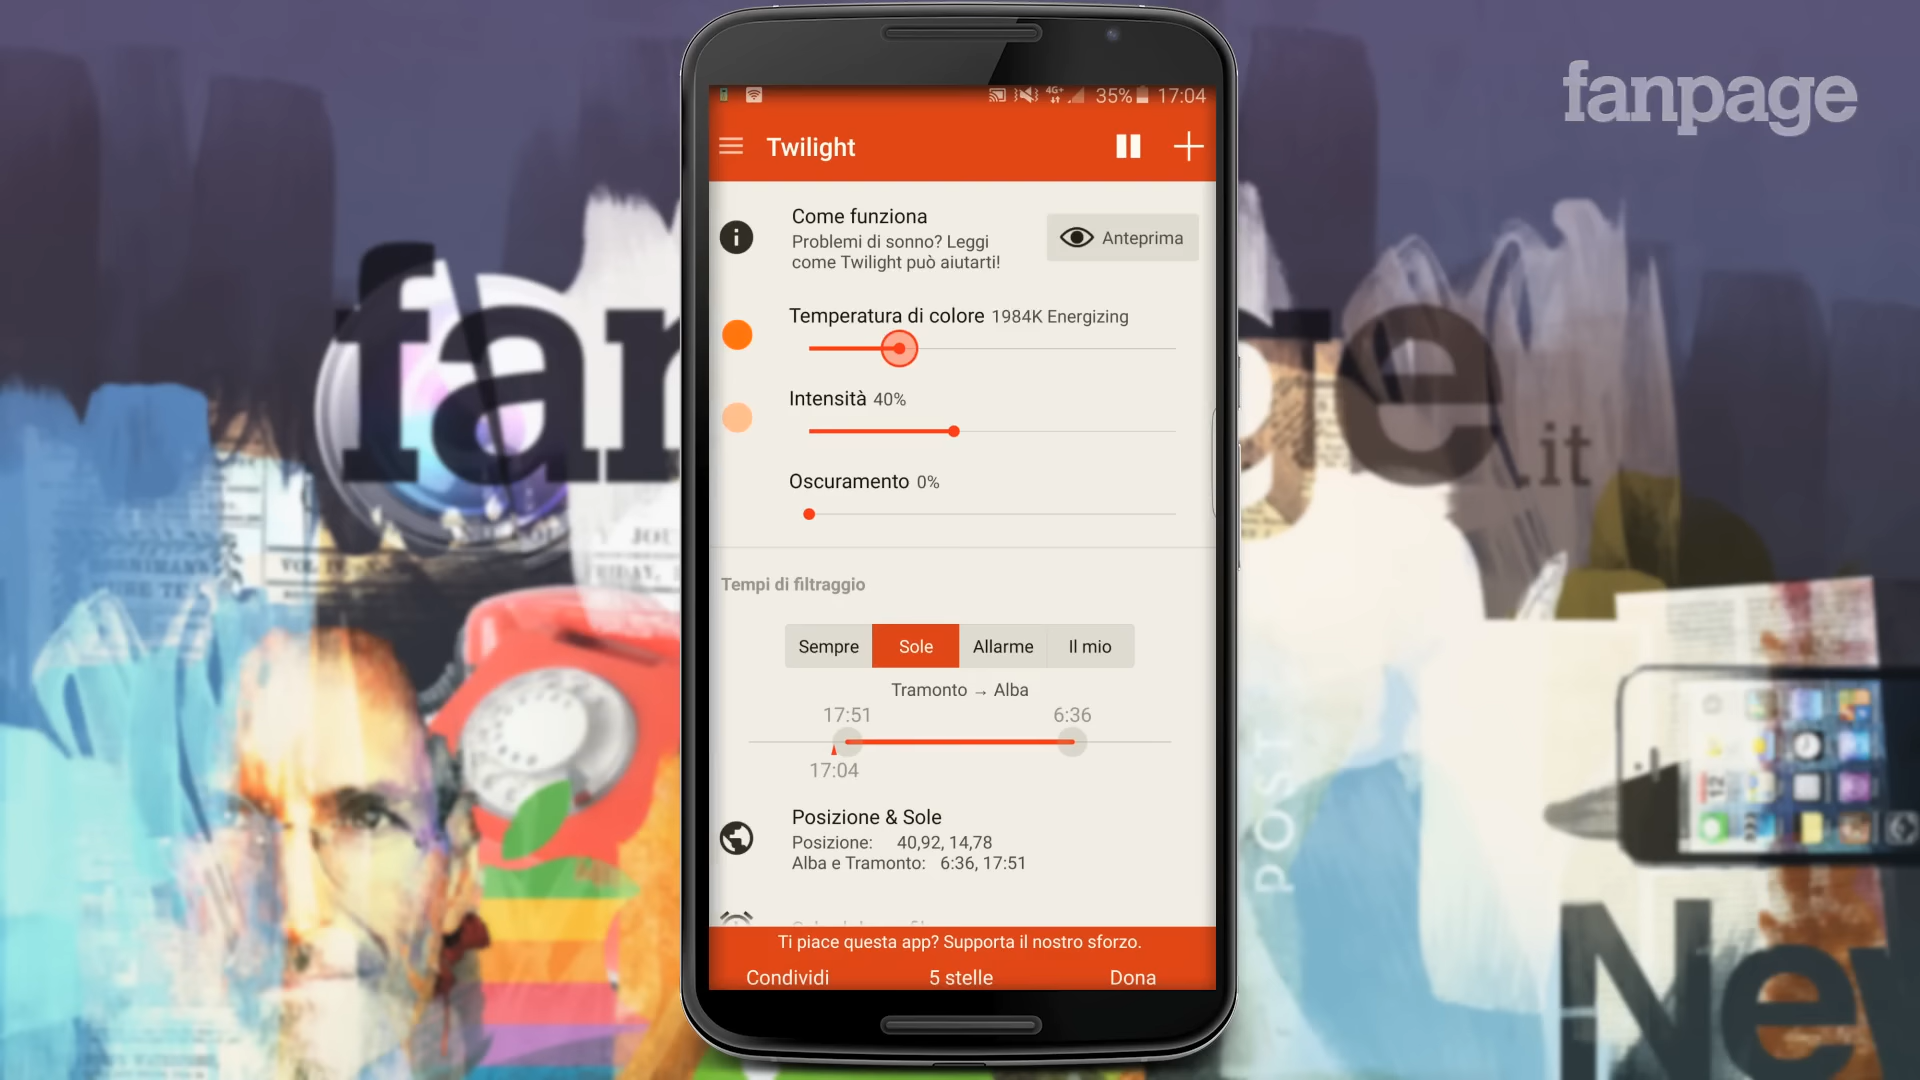 fanpage
4G+ 35% 17:04
Twilight
Come funziona
Problemi di sonno? Leggi
come Twilight può aiutarti!
Anteprima
Temperatura di colore 1984K Energizing
Intensità 40%
Oscuramento 0%
Tempi di filtraggio
Sempre Sole Allarme Il mio
Tramonto → Alba
17:51 6:36
17:04
Posizione & Sole
Posizione: 40,92, 14,78
Alba e Tramonto: 6:36, 17:51
Ti piace questa app? Supporta il nostro sforzo.
Condividi 5 stelle Dona
.it
POST